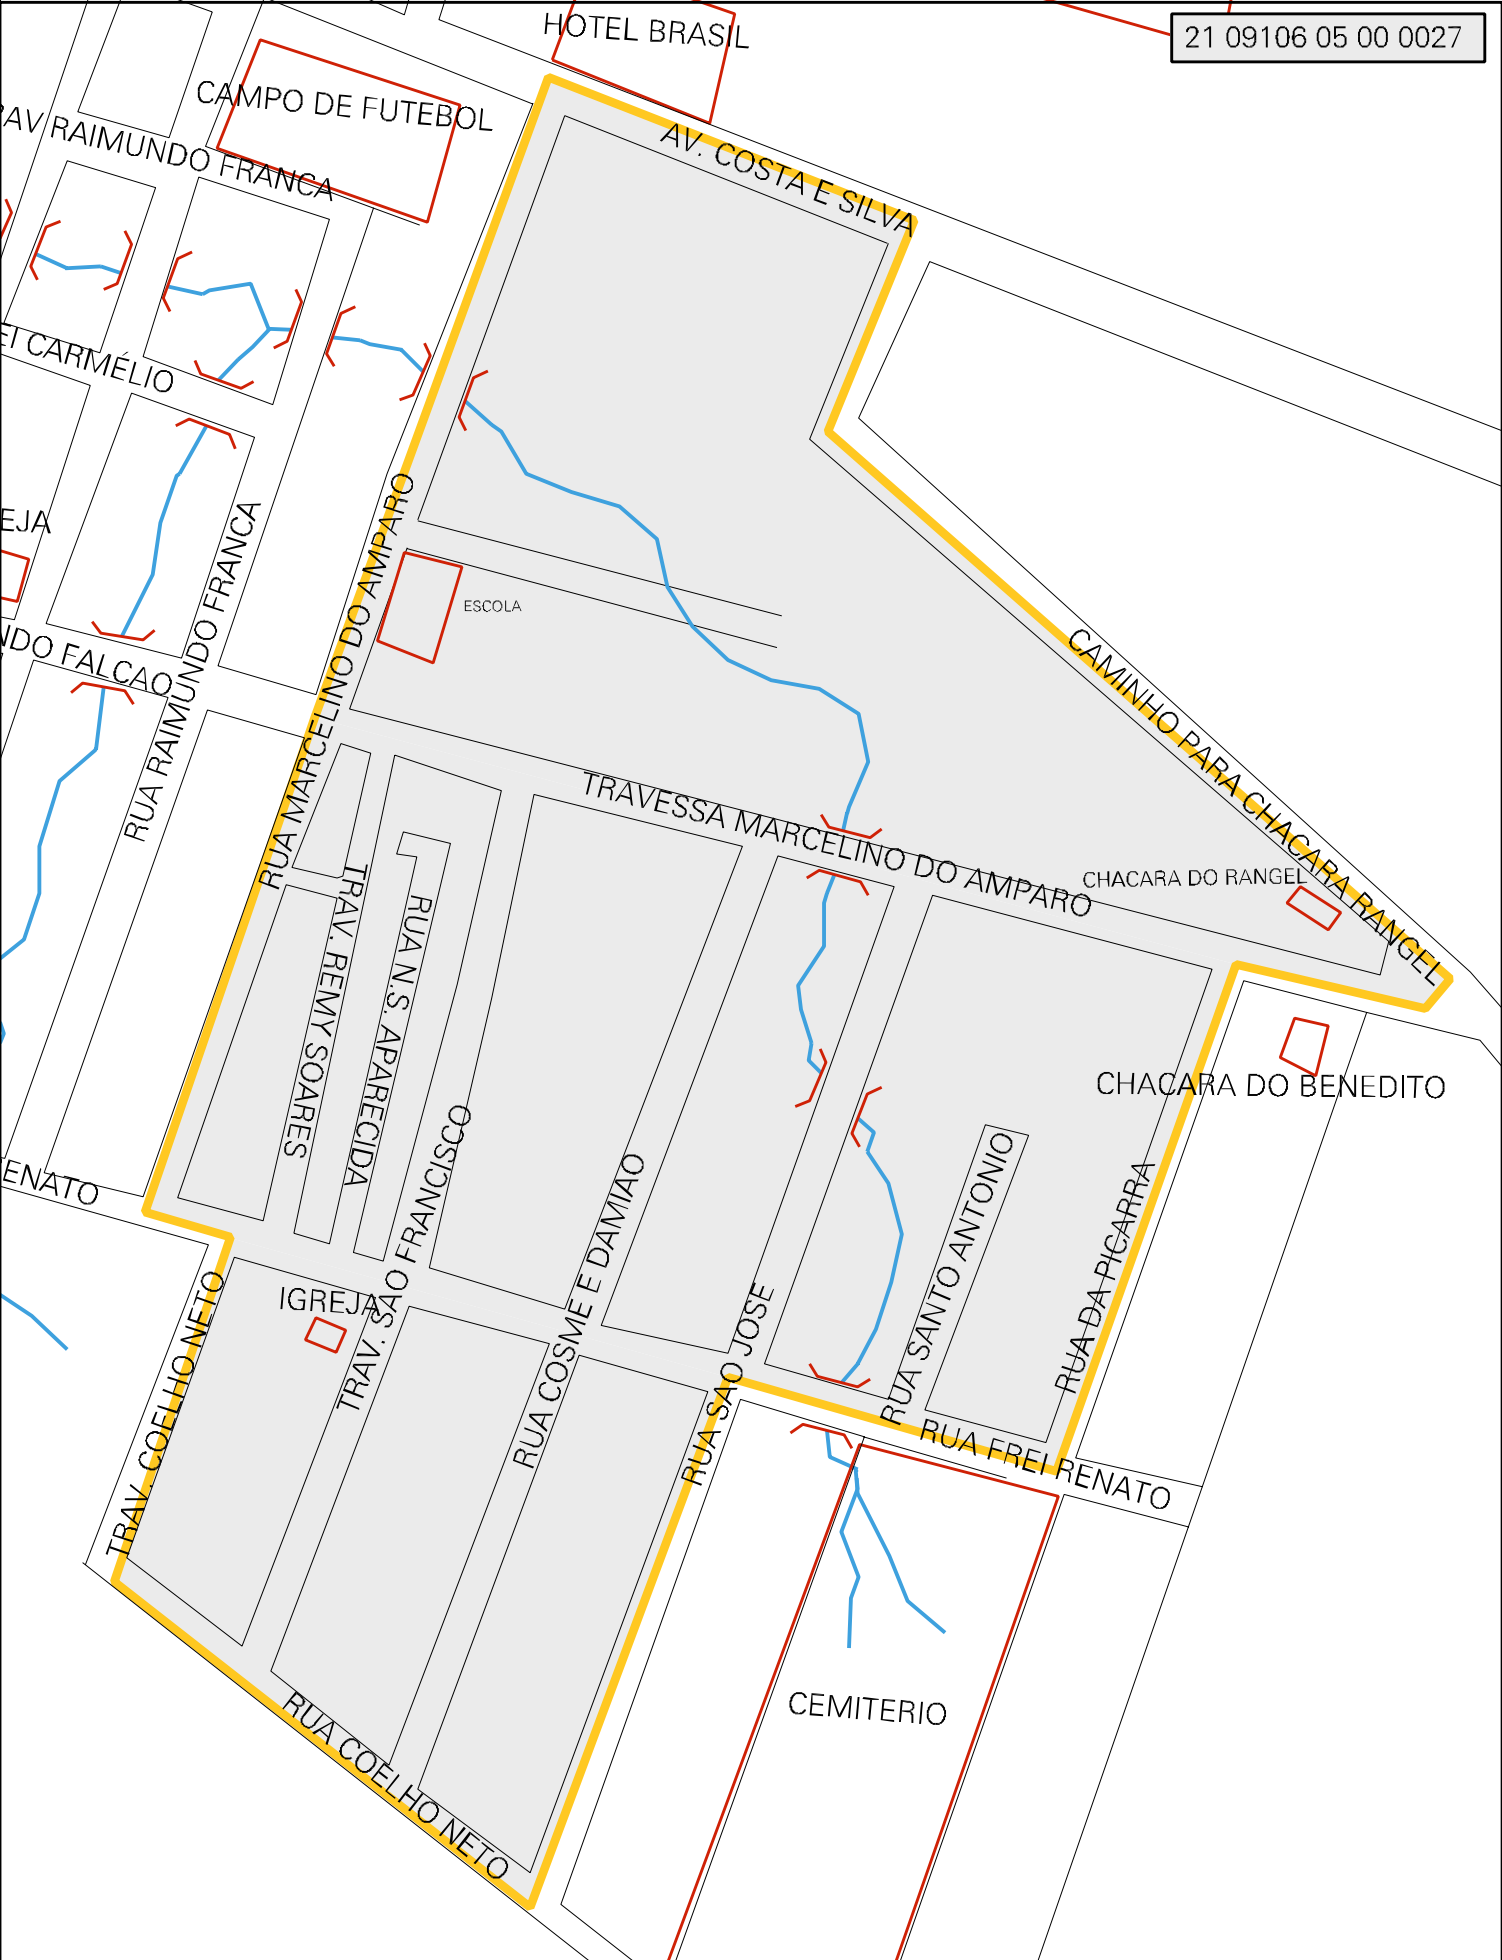 HOTEL BRASIL
21 09106 05 00 0027
CAMPO DE FUTEBOL
AV RAIMUNDO FRANCA
AV. COSTA E SILVA
EI CARMÉLIO
EJA
RUA RAIMUNDO FRANCA
RUA MARCELINO DO AMPARO
ESCOLA
NDO FALCAO
CAMINHO PARA CHACARA RANGEL
TRAVESSA MARCELINO DO AMPARO
CHACARA DO RANGEL
TRAV. REMY SOARES
RUA N.S. APARECIDA
CHACARA DO BENEDITO
TRAV. SAO FRANCISCO
RUA COSME E DAMIAO
RUA SANTO ANTONIO
RUA DA PICARRA
ENATO
IGREJA
TRAV. COELHO NETO
RUA SAO JOSE
RUA FREI RENATO
RUA COELHO NETO
CEMITERIO